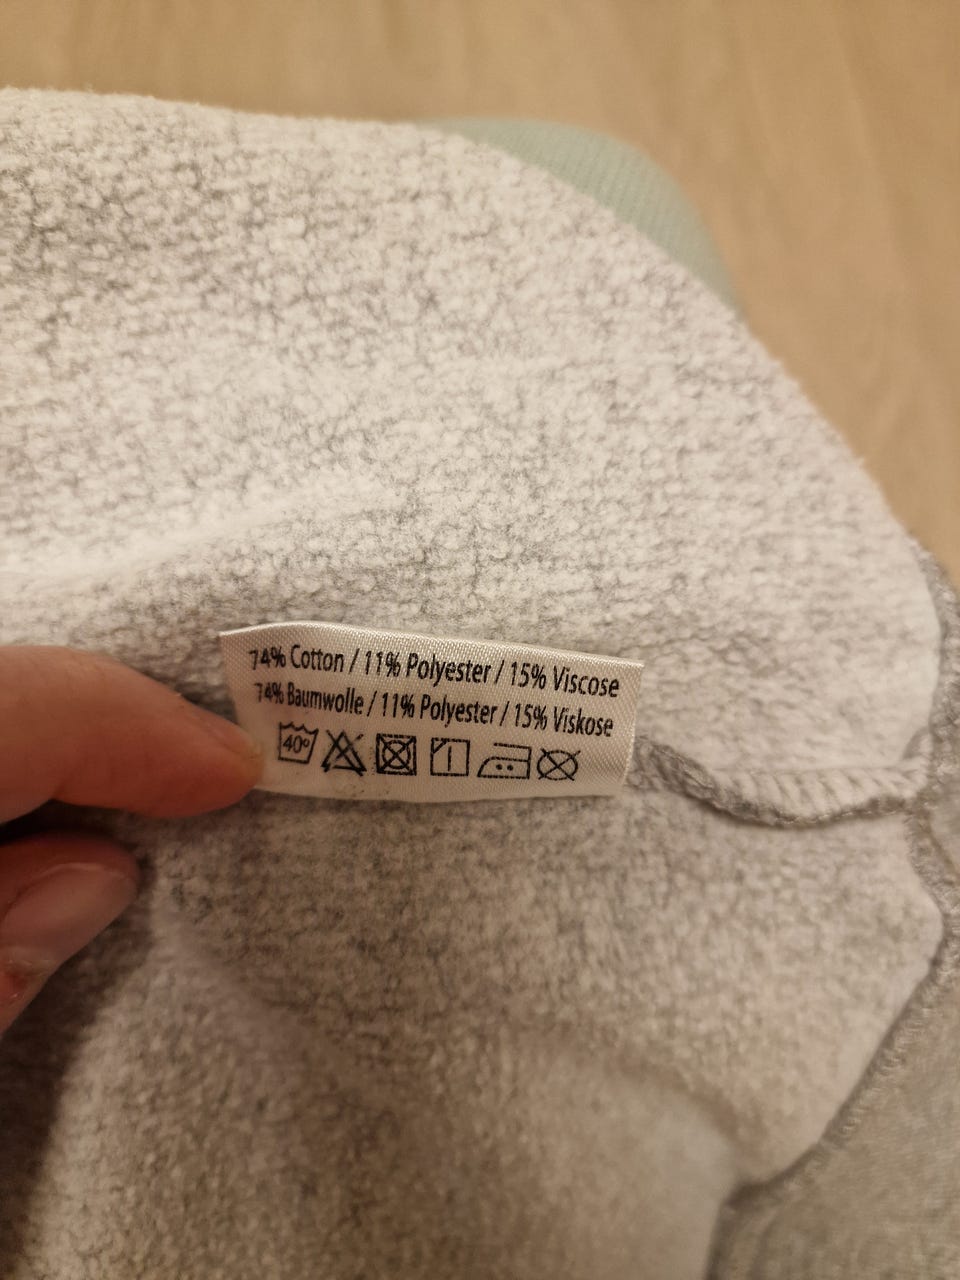 74% Cotton / 11% Polyester / 15% Viscose
74% Baumwolle / 11% Polyester / 15% Viskose
40°